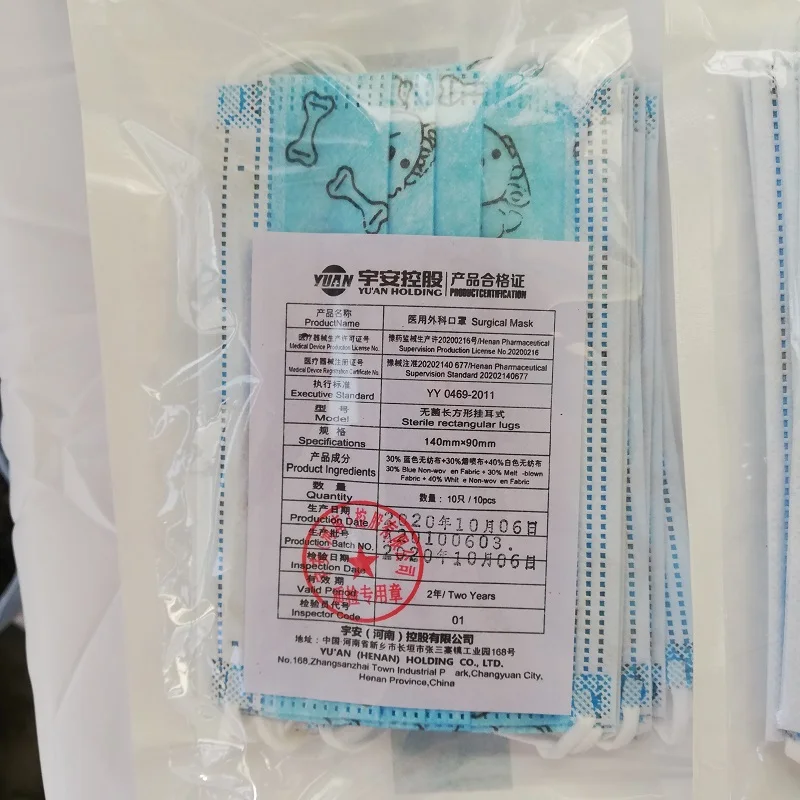 YUAN 宇安控股 产品合格证
YU'AN HOLDING PRODUCTCERTIFICATION
产品名称 医用外科口罩 Surgical Mask
ProductName
医疗器械生产许可证号 豫药监械生产许20200216号/Henan Pharmaceutical
Medical Device Production License No. Supervision Production License No.20200216
医疗器械注册证号 豫械注准20202140 677/Henan Pharmaceutical
Medical Device Registration Certificate No. Supervision Standard 20202140677
执行标准 YY 0469-2011
Executive Standard
型 号 无菌长方形挂耳式
Model Sterile rectangular lugs
规 格 140mm×90mm
Specifications
产品成分 30% 蓝色无纺布+30%熔喷布+40%白色无纺布
Product Ingredients 30% Blue Non-wov en Fabric + 30% Melt -blown
Fabric + 40% Whit e Non-wov en Fabric
数 量 数量：10只 / 10pcs
Quantity
生产日期 2020年10月06日
Production Date
生产批号 20100603.
Production Batch NO.
检验日期 2020年10月06日
Inspection Date
有效期 2年/ Two Years
Valid Period
检验员代号 01
Inspector Code
质检专用章
宇安（河南）控股有限公司
地址：中国·河南省新乡市长垣市张三寨镇工业园168号
YU'AN (HENAN) HOLDING CO., LTD.
No.168,Zhangsanzhai Town Industrial P ark,Changyuan City,
Henan Province,China